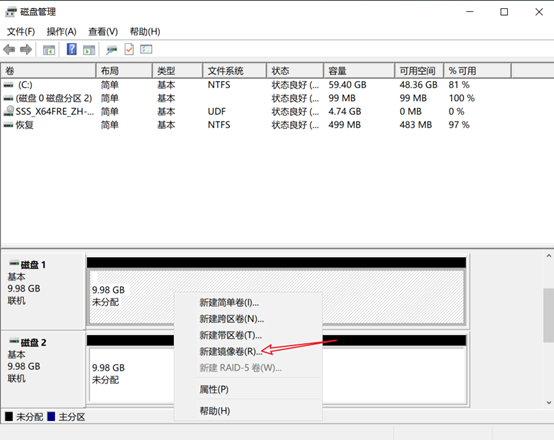 磁盘管理
文件(F) 操作(A) 查看(V) 帮助(H)
卷 布局 类型 文件系统 状态 容量 可用空间 % 可用
(C:) 简单 基本 NTFS 状态良好 (... 59.40 GB 48.36 GB 81 %
(磁盘 0 磁盘分区 2) 简单 基本 状态良好 (... 99 MB 99 MB 100 %
SSS_X64FRE_ZH-... 简单 基本 UDF 状态良好 (... 4.74 GB 0 MB 0 %
恢复 简单 基本 NTFS 状态良好 (... 499 MB 483 MB 97 %
磁盘 1
基本
9.98 GB
联机
9.98 GB
未分配
新建简单卷(I)...
新建跨区卷(N)...
新建带区卷(T)...
新建镜像卷(R)...
新建 RAID-5 卷(W)...
属性(P)
帮助(H)
磁盘 2
基本
9.98 GB
联机
9.98 GB
未分配
未分配 主分区